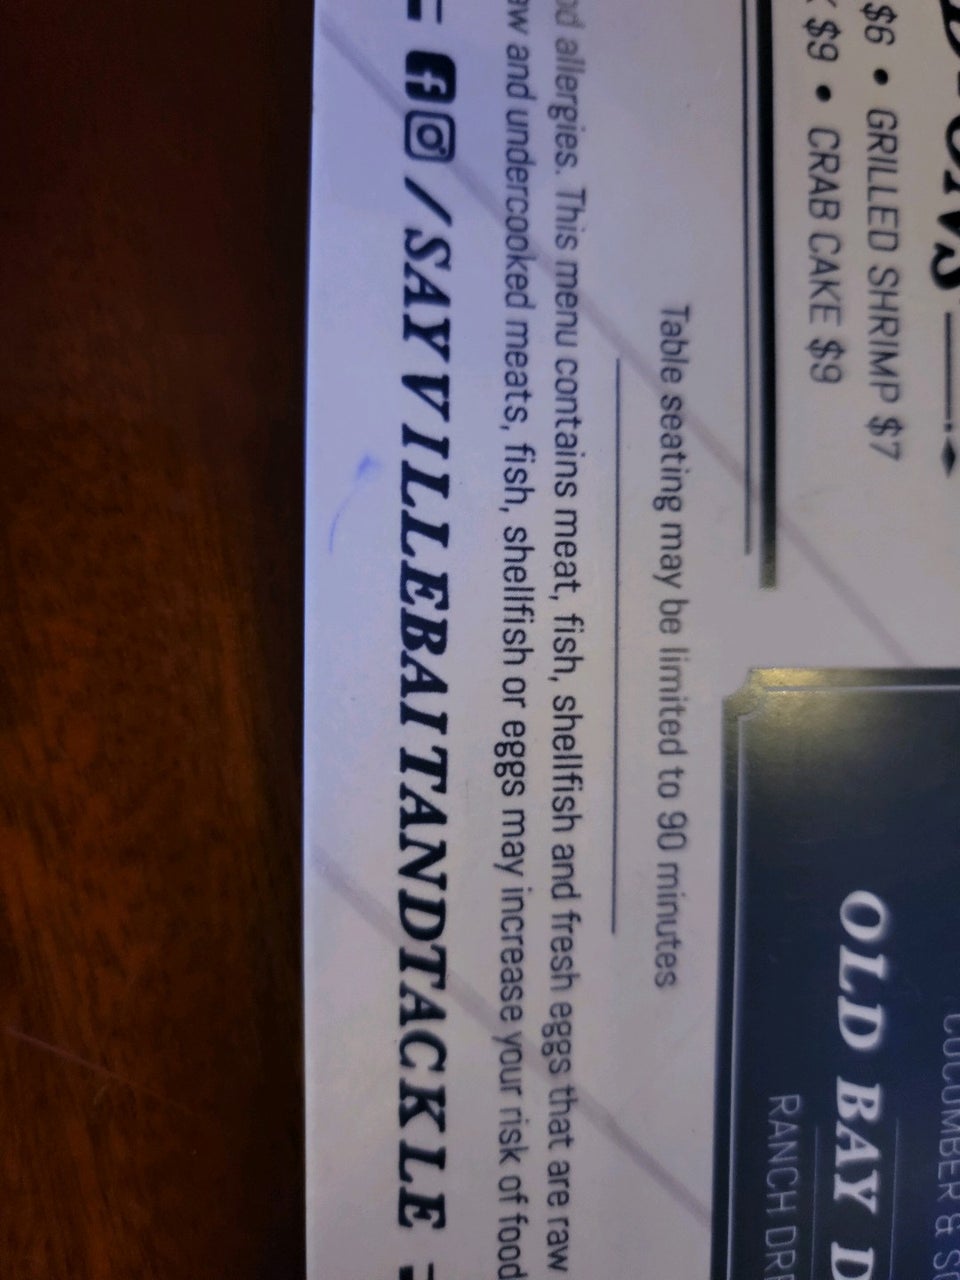 $6 • GRILLED SHRIMP $7
$9 • CRAB CAKE $9
OLD BAY
RANCH
CUCUMBER &
Table seating may be limited to 90 minutes
allergies. This menu contains meat, fish, shellfish and fresh eggs that are raw
and undercooked meats, fish, shellfish or eggs may increase your risk of food
/SAYVILLEBAITANDTACKLE